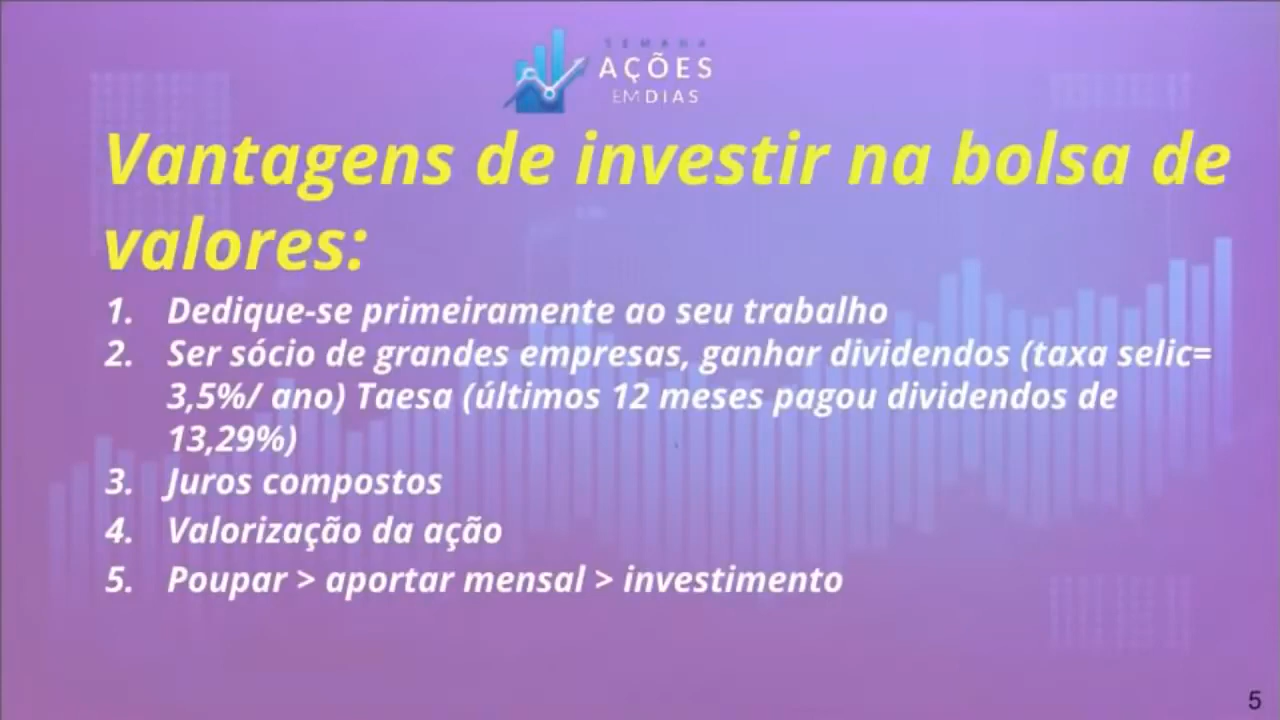 SEMANA
AÇÕES
EM DIAS
Vantagens de investir na bolsa de
valores:
1. Dedique-se primeiramente ao seu trabalho
2. Ser sócio de grandes empresas, ganhar dividendos (taxa selic=
3,5%/ ano) Taesa (últimos 12 meses pagou dividendos de
13,29%)
3. Juros compostos
4. Valorização da ação
5. Poupar > aportar mensal > investimento
5